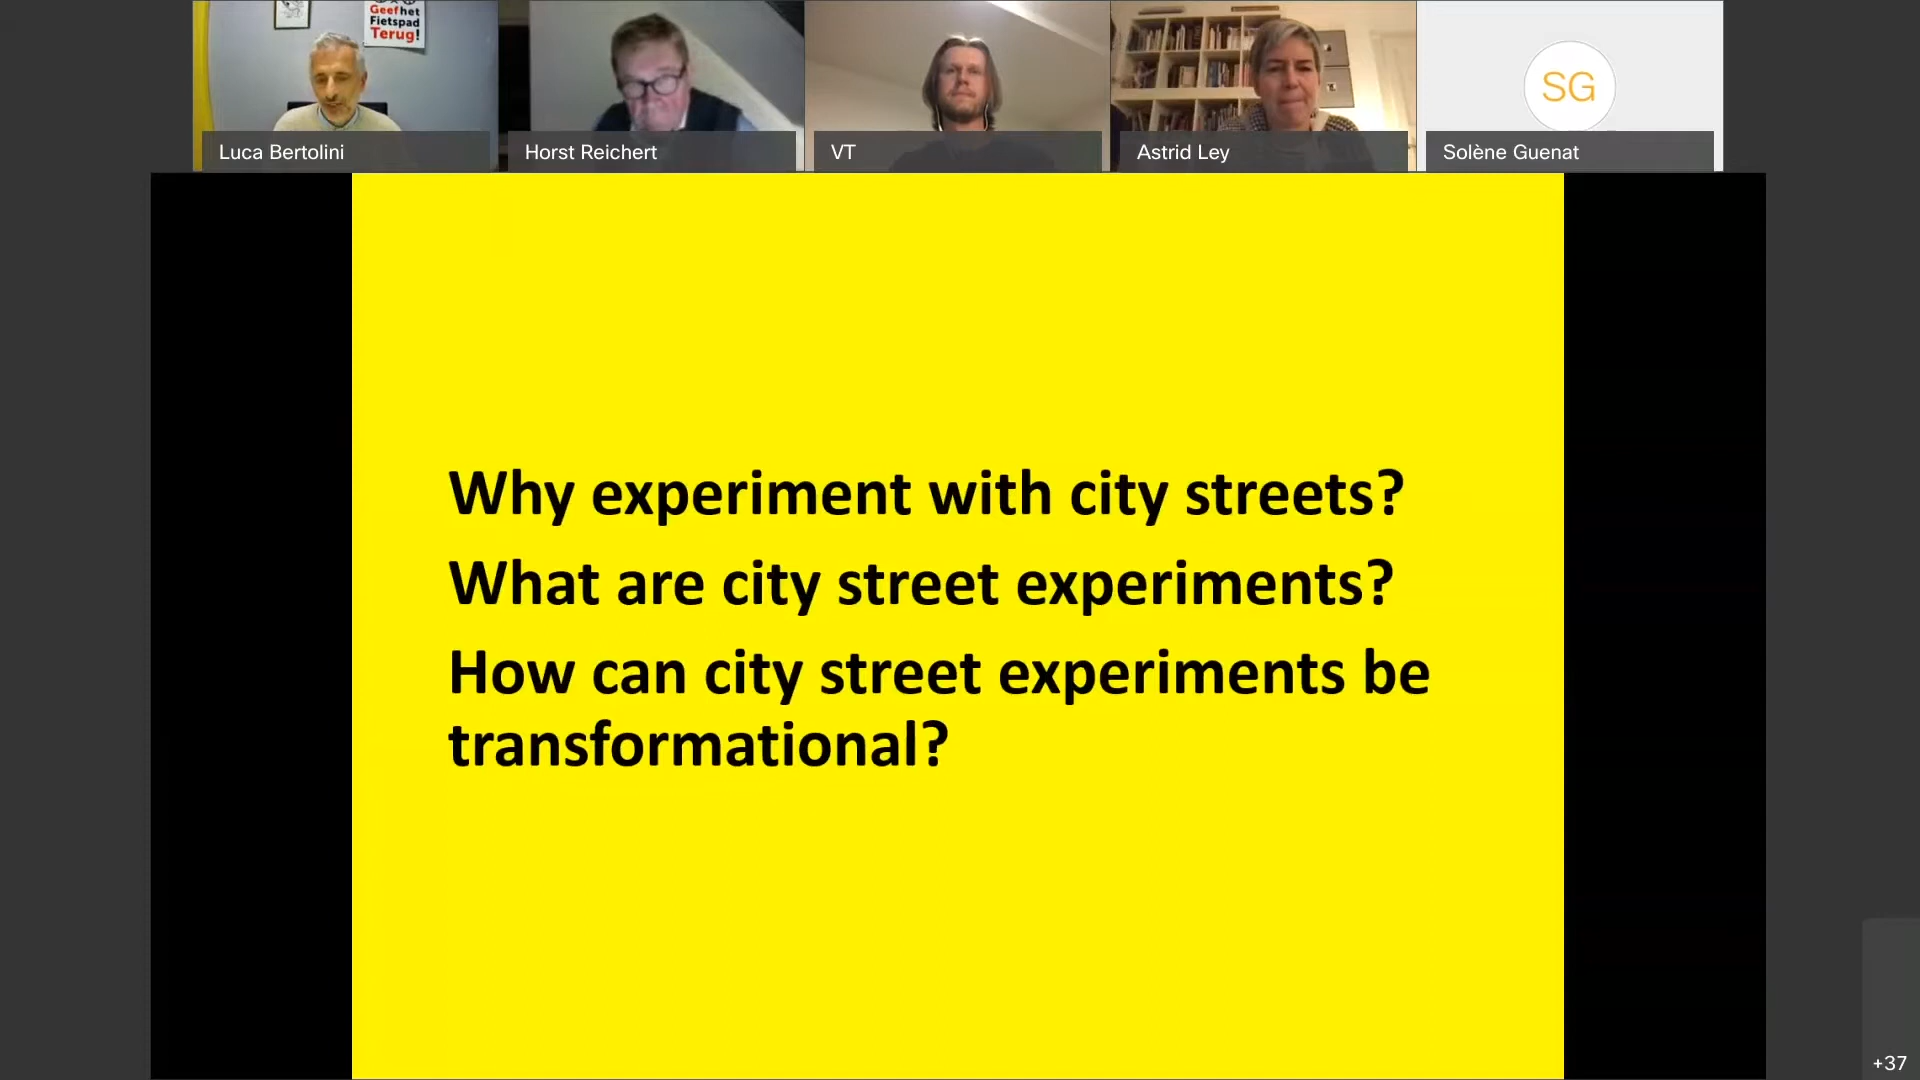 Geef het
Fietspad
Terug!
Luca Bertolini
Horst Reichert
VT
Astrid Ley
SG
Solène Guenat
Why experiment with city streets?
What are city street experiments?
How can city street experiments be
transformational?
+37